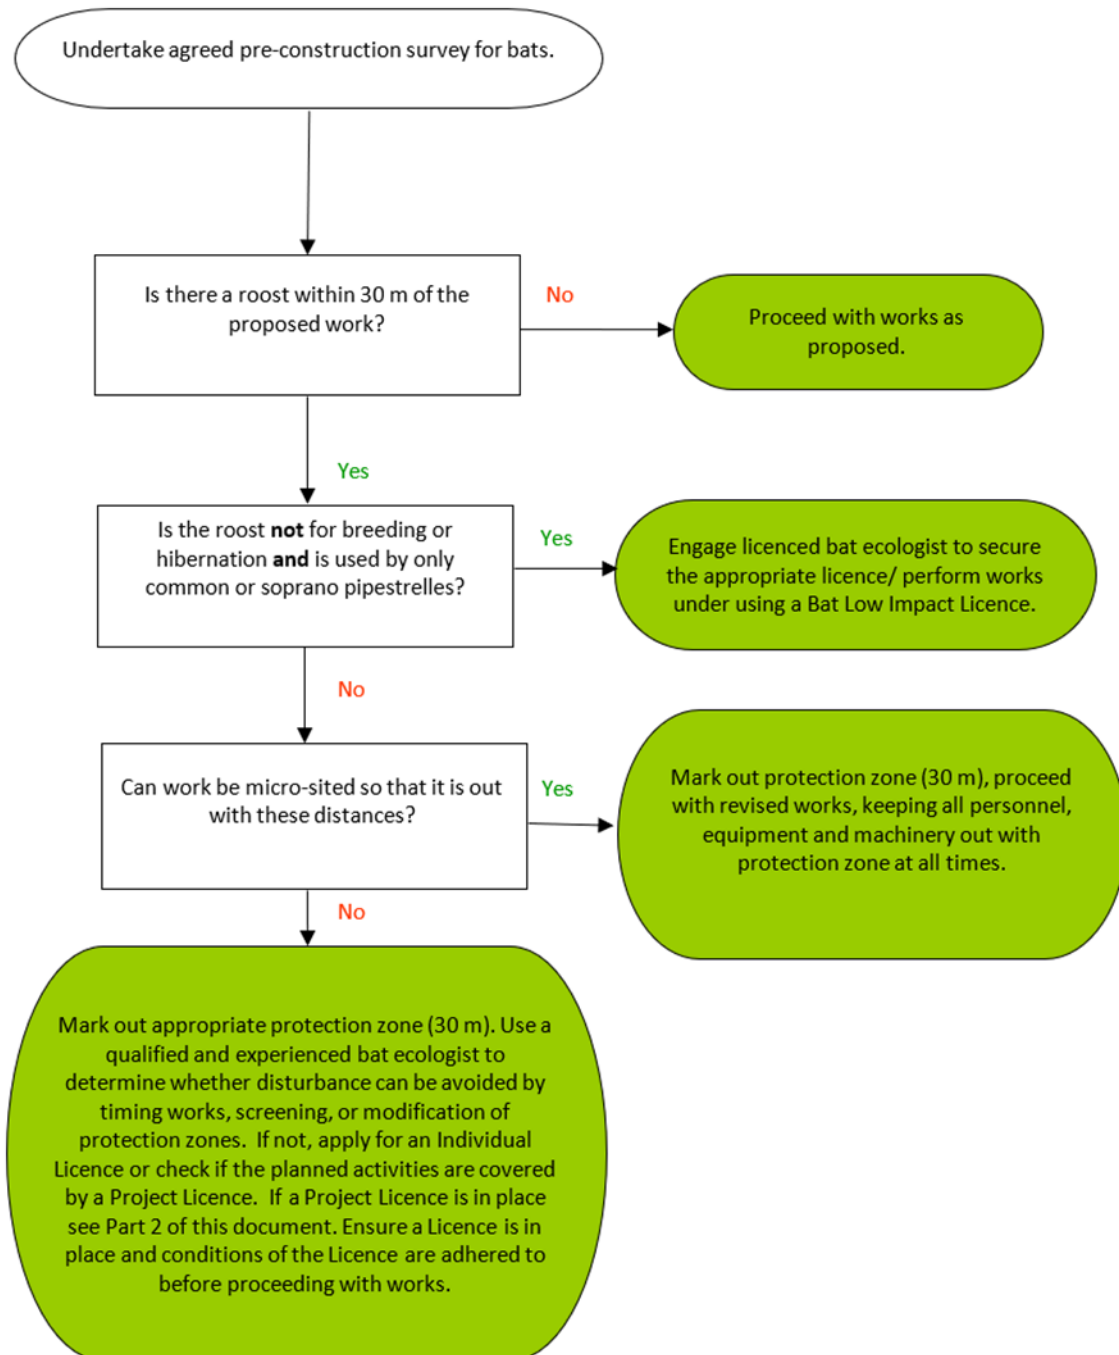 Undertake agreed pre-construction survey for bats.
Is there a roost within 30 m of the
proposed work?
No
Proceed with works as
proposed.
Yes
Is the roost not for breeding or
hibernation and is used by only
common or soprano pipestrelles?
Yes
Engage licenced bat ecologist to secure
the appropriate licence/ perform works
under using a Bat Low Impact Licence.
No
Can work be micro-sited so that it is out
with these distances?
Yes
Mark out protection zone (30 m), proceed
with revised works, keeping all personnel,
equipment and machinery out with
protection zone at all times.
No
Mark out appropriate protection zone (30 m). Use a
qualified and experienced bat ecologist to
determine whether disturbance can be avoided by
timing works, screening, or modification of
protection zones.  If not, apply for an Individual
Licence or check if the planned activities are covered
by a Project Licence.  If a Project Licence is in place
see Part 2 of this document. Ensure a Licence is in
place and conditions of the Licence are adhered to
before proceeding with works.